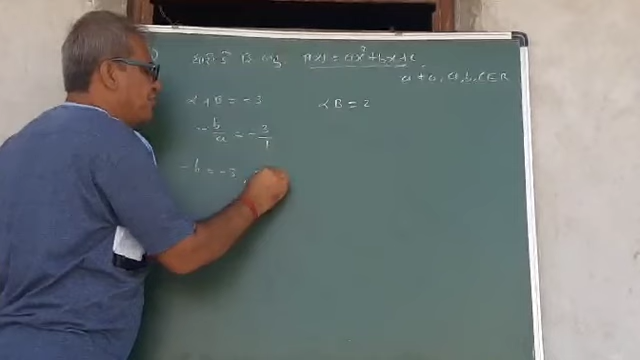 ધારો કે દ્વિઘાત p(x) = ax² + bx + c
a ≠ 0, a, b, c ∈ R
α + β = -3
αβ = 2
-b/a = -3/1
-b = -3,